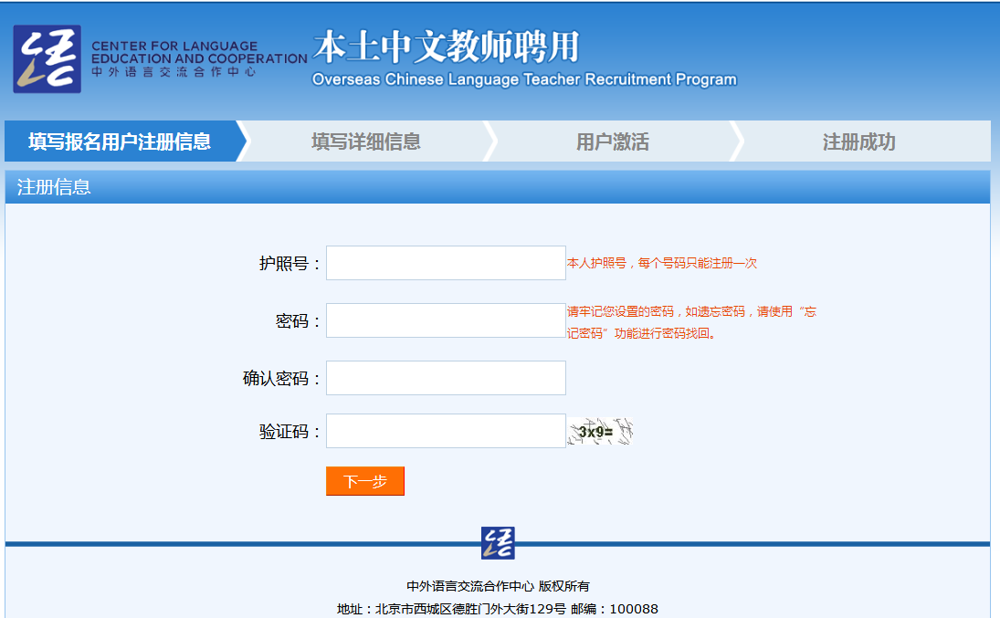 CENTER FOR LANGUAGE
EDUCATION AND COOPERATION
中外语言交流合作中心
本土中文教师聘用
Overseas Chinese Language Teacher Recruitment Program
填写报名用户注册信息
填写详细信息
用户激活
注册成功
注册信息
护照号：
本人护照号，每个号码只能注册一次
密码：
请牢记您设置的密码，如遗忘密码，请使用“忘
记密码”功能进行密码找回。
确认密码：
验证码：
3x9=
下一步
语
中外语言交流合作中心 版权所有
地址：北京市西城区德胜门外大街129号 邮编：100088